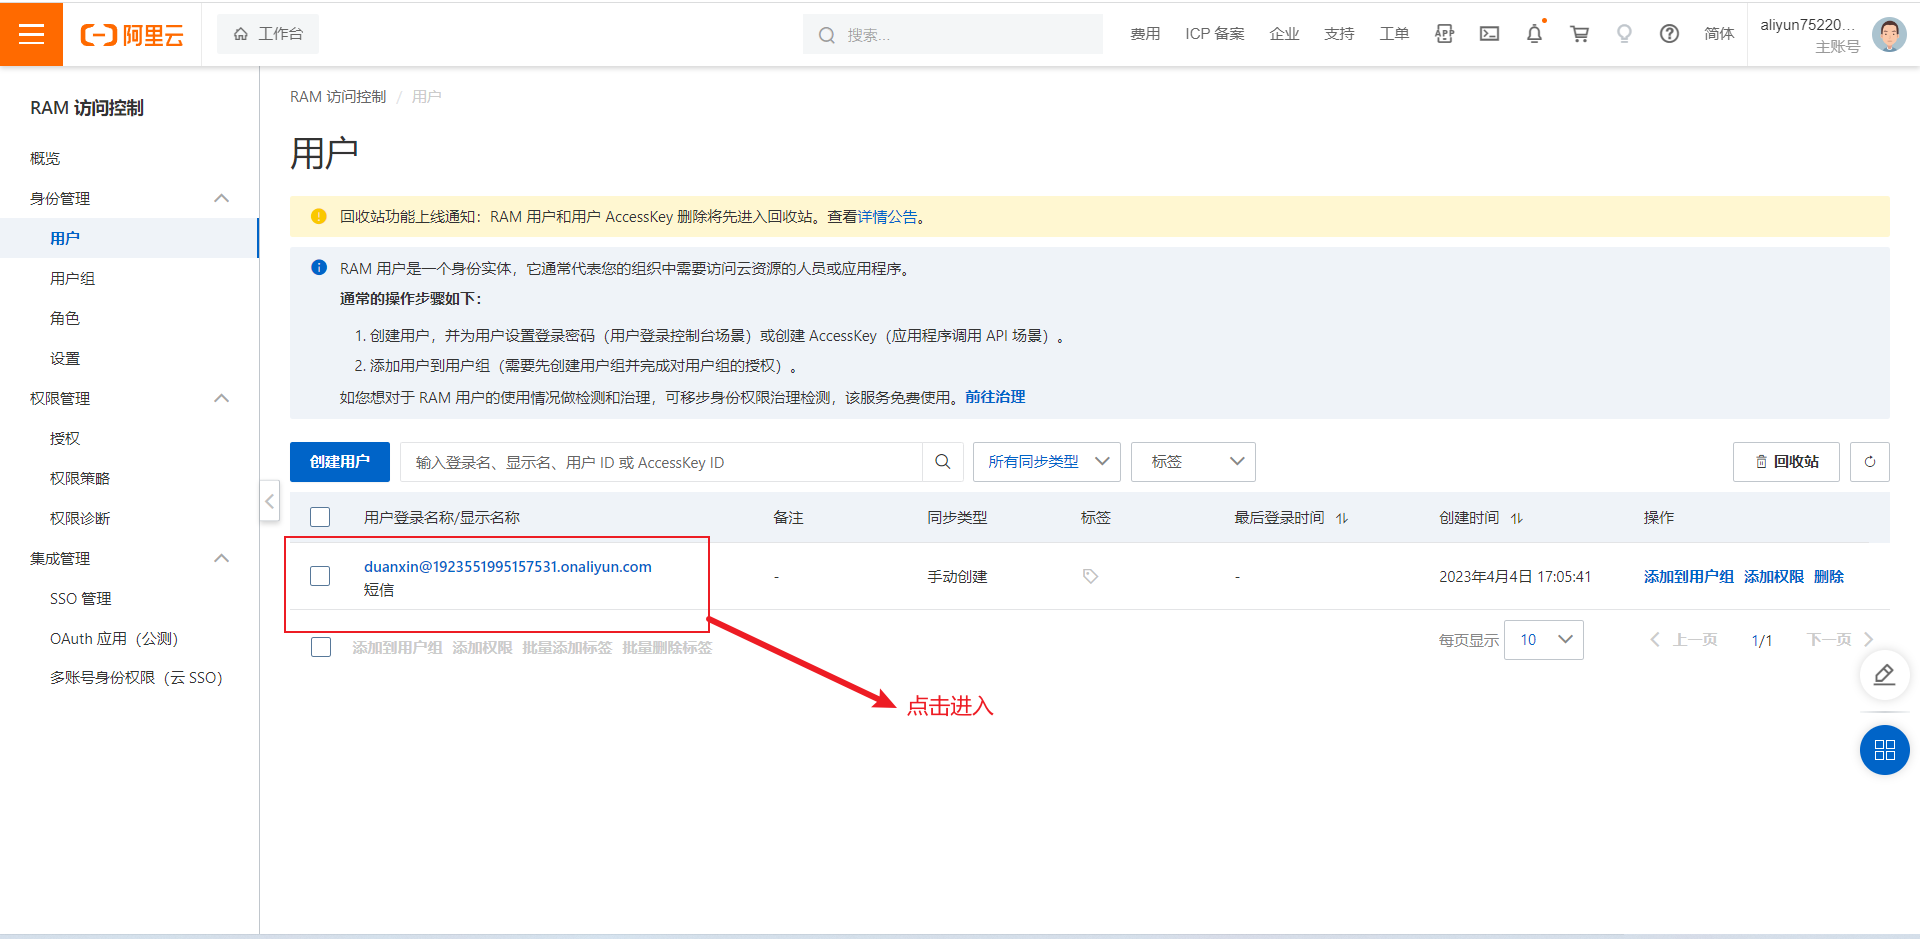 阿里云
工作台
搜索...
费用
ICP 备案
企业
支持
工单
APP
简体
aliyun75220...
主账号
RAM 访问控制
概览
身份管理
用户
用户组
角色
设置
权限管理
授权
权限策略
权限诊断
集成管理
SSO 管理
OAuth 应用（公测）
多账号身份权限（云 SSO）
RAM 访问控制 / 用户
用户
回收站功能上线通知：RAM 用户和用户 AccessKey 删除将先进入回收站。查看详情公告。
RAM 用户是一个身份实体，它通常代表您的组织中需要访问云资源的人员或应用程序。
通常的操作步骤如下：
1. 创建用户，并为用户设置登录密码（用户登录控制台场景）或创建 AccessKey（应用程序调用 API 场景）。
2. 添加用户到用户组（需要先创建用户组并完成对用户组的授权）。
如您想对于 RAM 用户的使用情况做检测和治理，可移步身份权限治理检测，该服务免费使用。前往治理
创建用户
输入登录名、显示名、用户 ID 或 AccessKey ID
所有同步类型
标签
回收站
用户登录名称/显示名称
备注
同步类型
标签
最后登录时间
创建时间
操作
duanxin@1923551995157531.onaliyun.com
短信
-
手动创建
-
2023年4月4日 17:05:41
添加到用户组 添加权限 删除
添加到用户组 添加权限 批量添加标签 批量删除标签
每页显示 10
上一页
1/1
下一页
点击进入